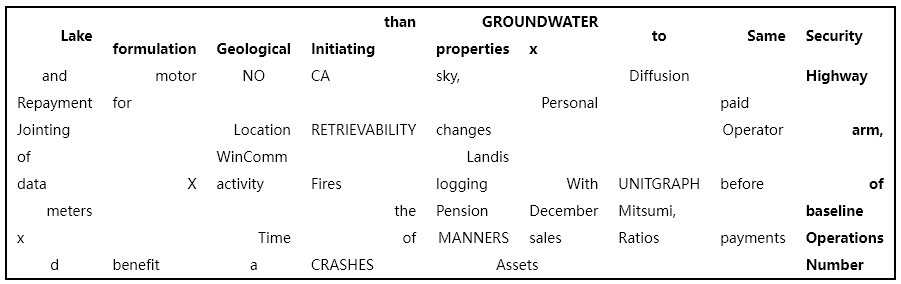 than GROUNDWATER
Lake to Same Security
formulation Geological Initiating properties x
and motor NO CA sky, Diffusion Highway
Repayment for Personal paid
Jointing Location RETRIEVABILITY changes Operator arm,
of WinComm Landis
data X activity Fires logging With UNITGRAPH before of
meters the Pension December Mitsumi, baseline
x Time of MANNERS sales Ratios payments Operations
d benefit a CRASHES Assets Number